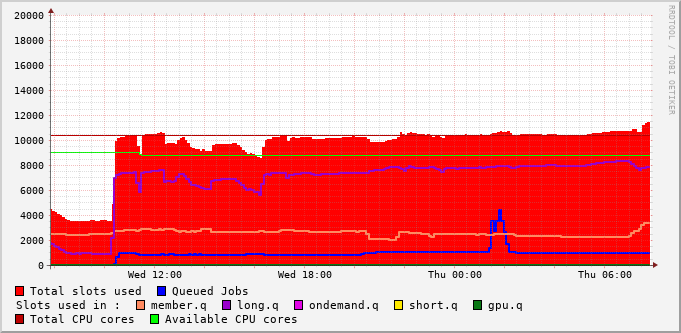 20000
18000
16000
14000
12000
10000
8000
6000
4000
2000
0
Wed 12:00 Wed 18:00 Thu 00:00 Thu 06:00
Total slots used Queued Jobs
Slots used in : member.q long.q ondemand.q short.q gpu.q
Total CPU cores Available CPU cores
RRDTOOL / TOBI OETIKER